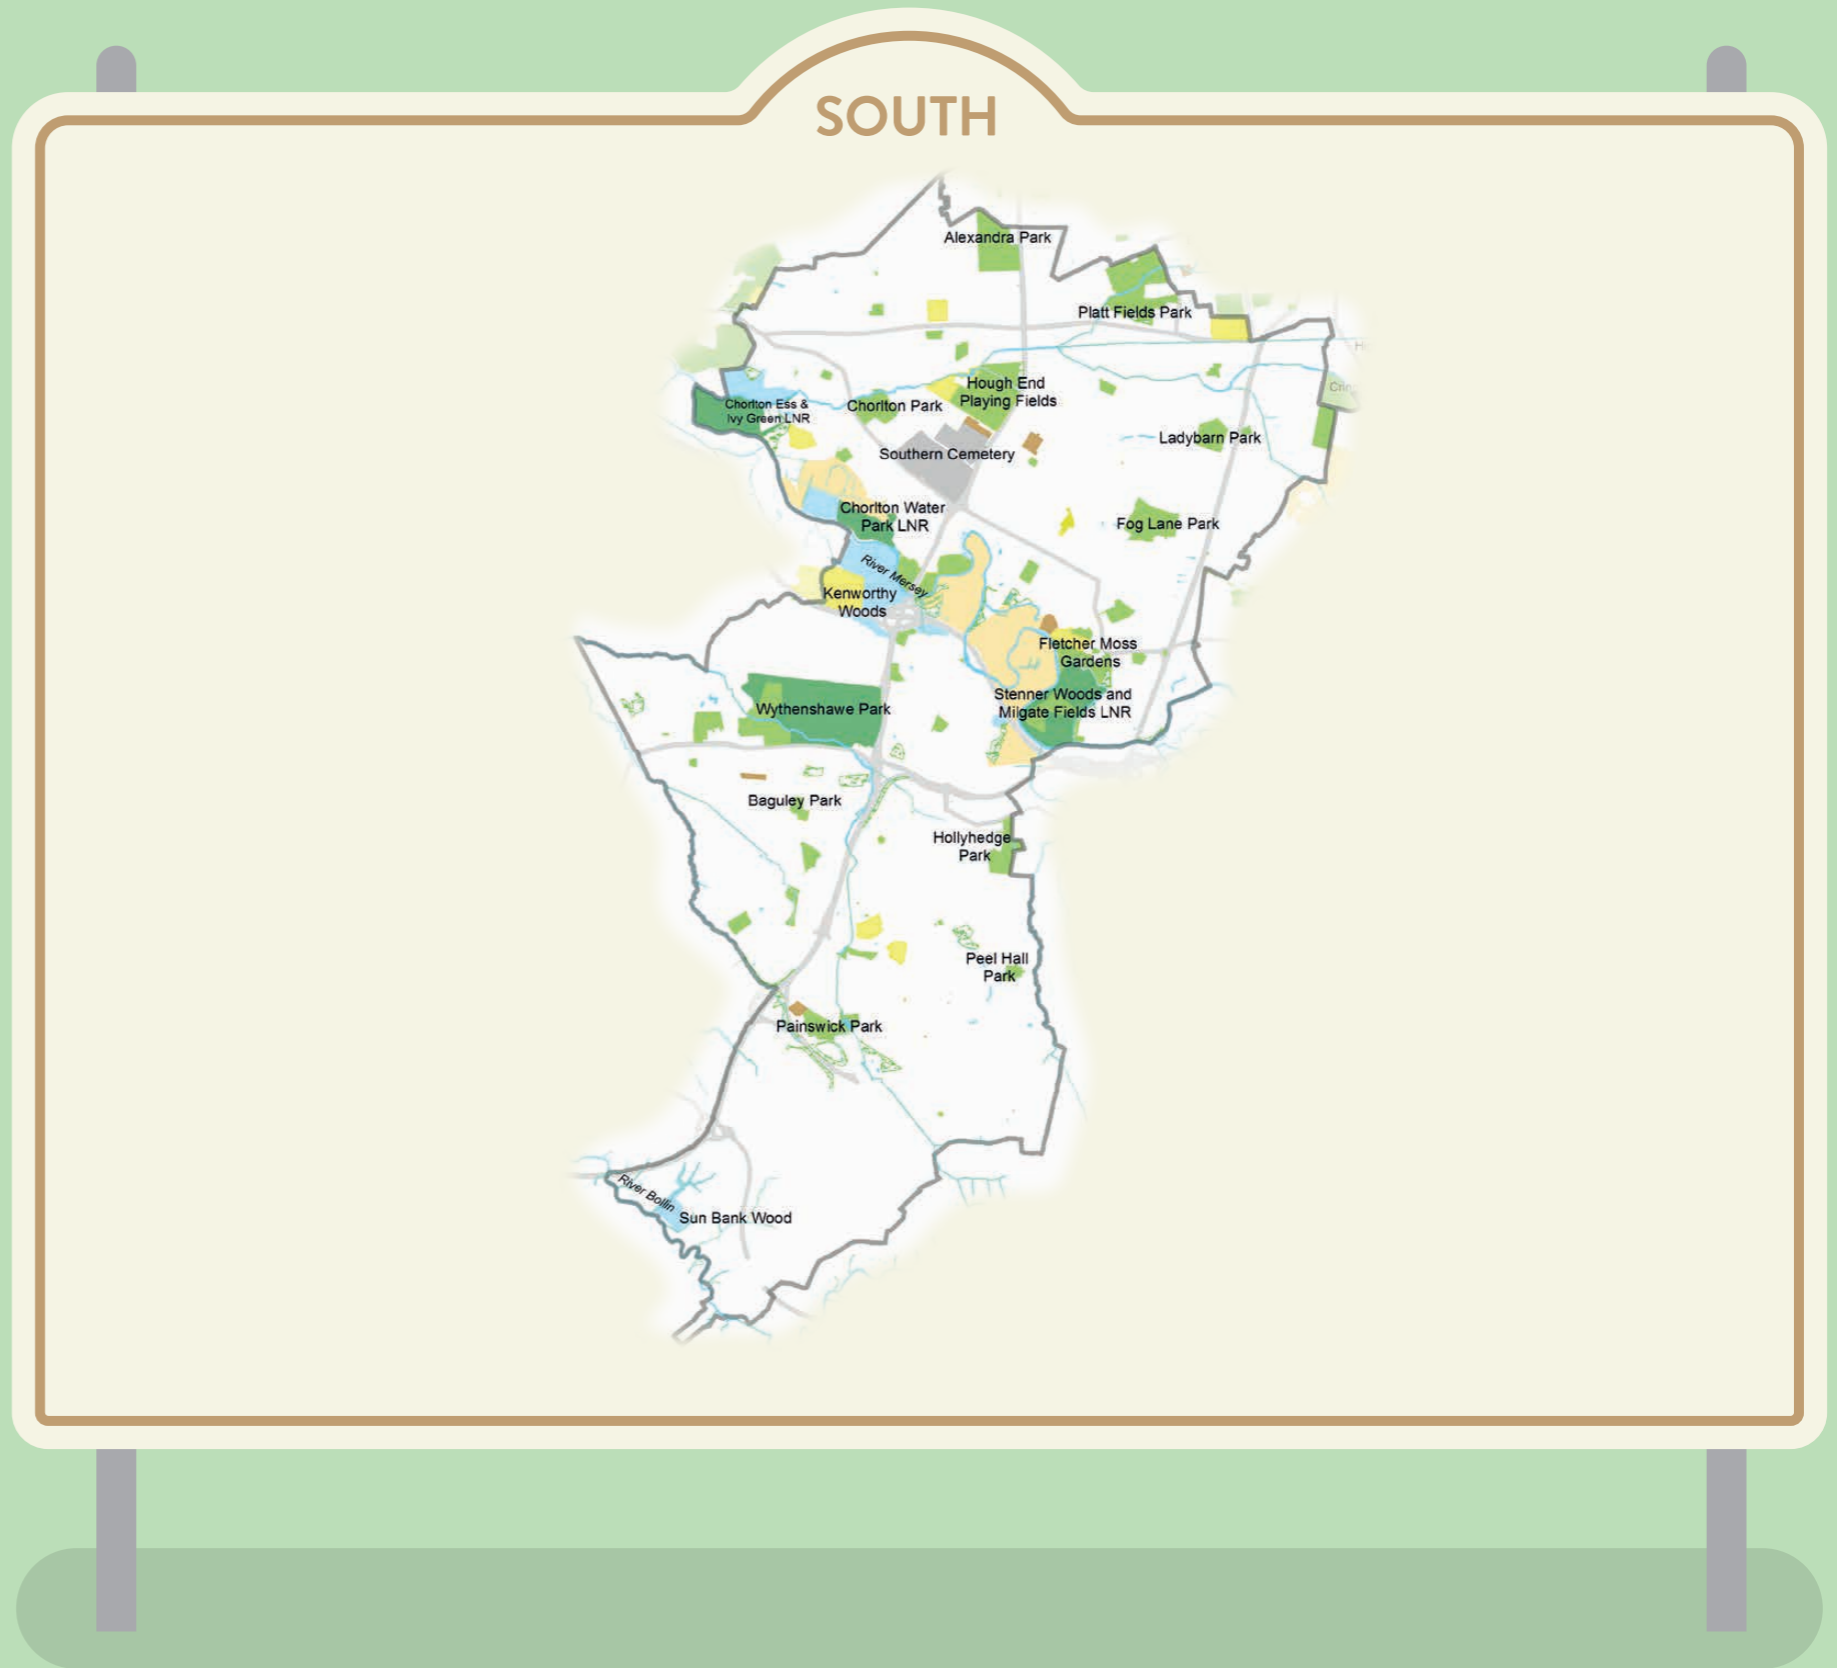 SOUTH
Alexandra Park
Platt Fields Park
Hough End
Playing Fields
Chorlton Ess &
Ivy Green LNR
Chorlton Park
Ladybarn Park
Southern Cemetery
Chorlton Water
Park LNR
Fog Lane Park
River Mersey
Kenworthy
Woods
Fletcher Moss
Gardens
Stenner Woods and
Milgate Fields LNR
Wythenshawe Park
Baguley Park
Hollyhedge
Park
Peel Hall
Park
Painswick Park
River Bollin
Sun Bank Wood